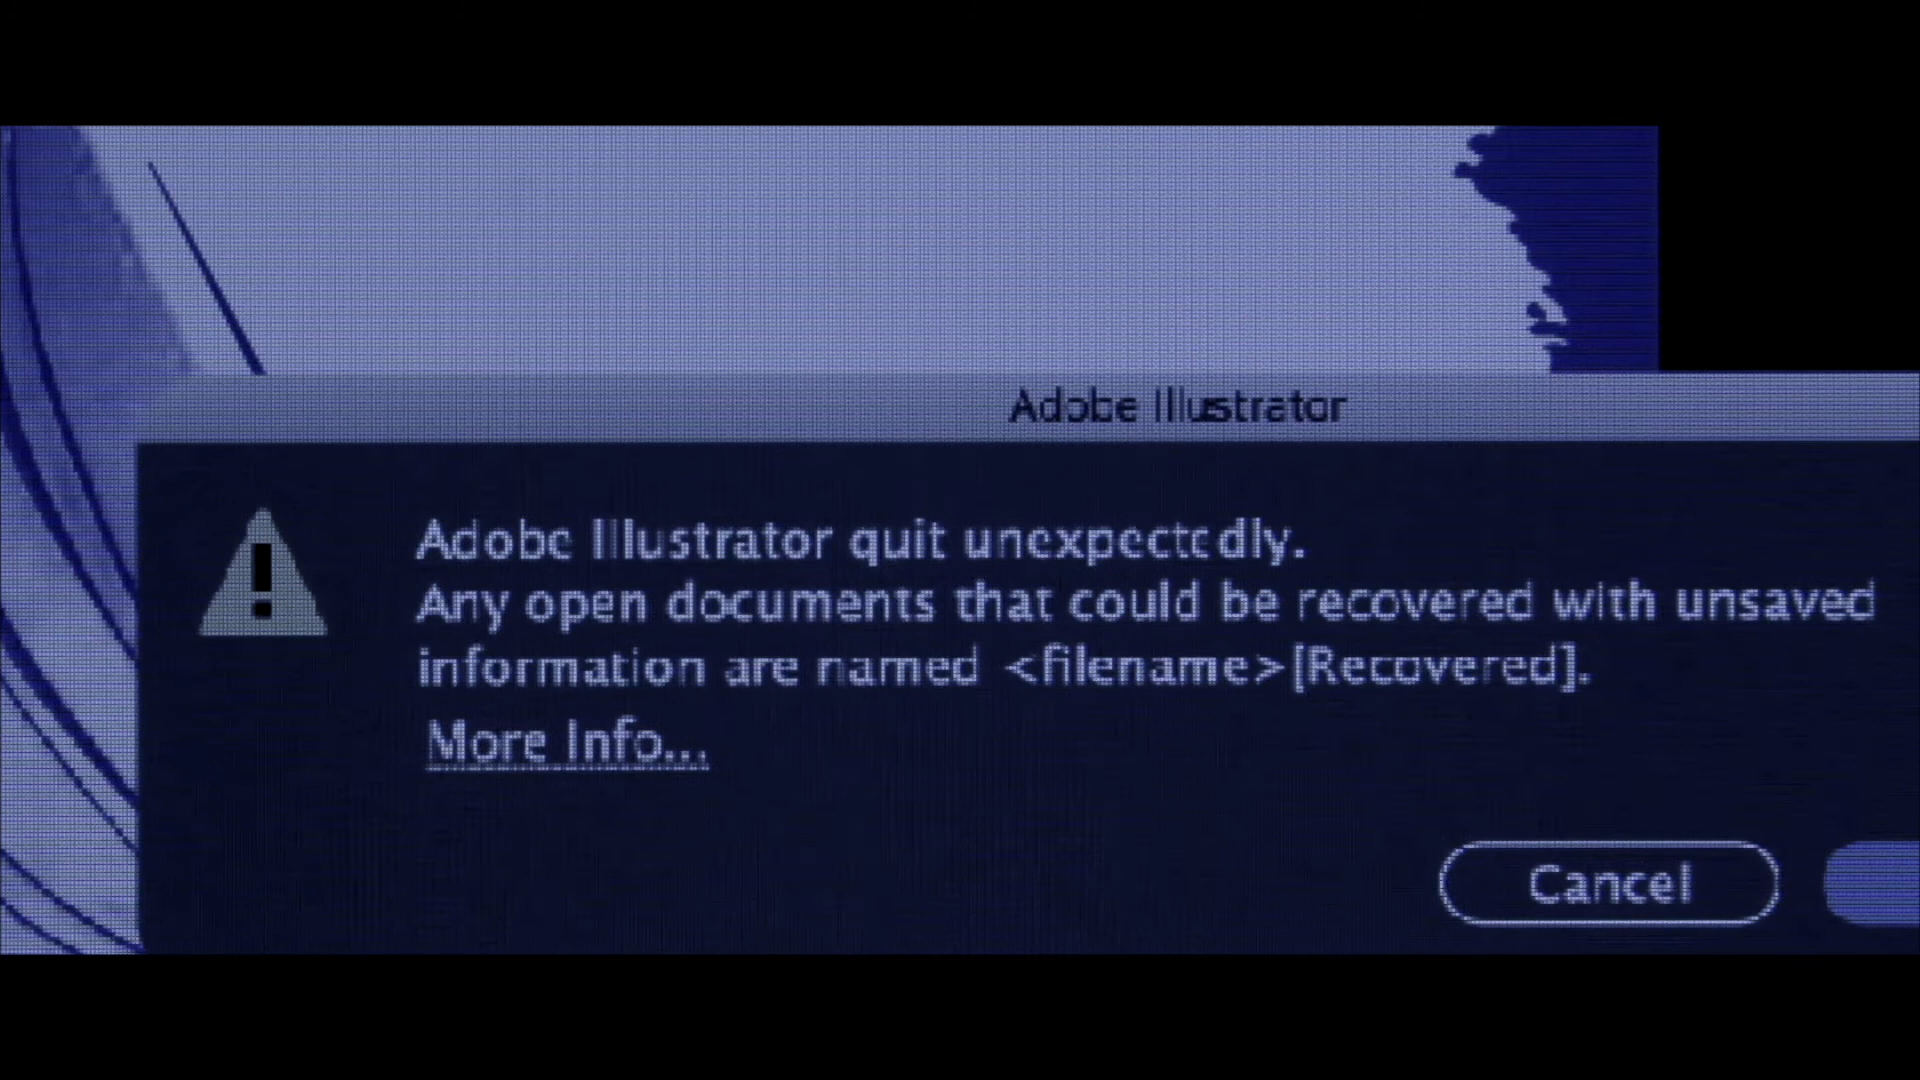 Adobe Illustrator
Adobe Illustrator quit unexpectedly.
Any open documents that could be recovered with unsaved
information are named <filename>[Recovered].
More Info...
Cancel